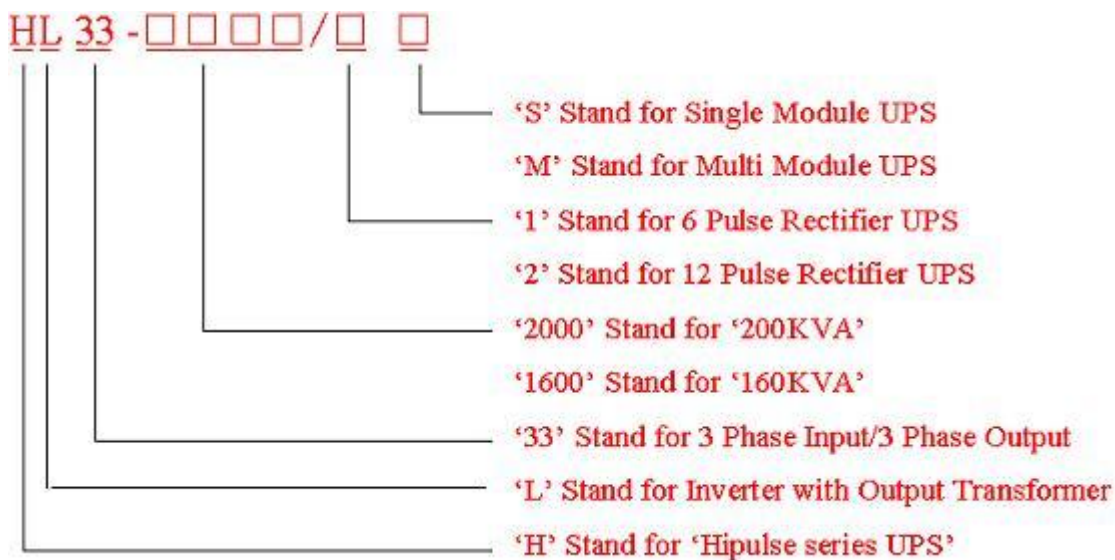 HL 33 -□□□□/□ □
‘S’ Stand for Single Module UPS
‘M’ Stand for Multi Module UPS
‘1’ Stand for 6 Pulse Rectifier UPS
‘2’ Stand for 12 Pulse Rectifier UPS
‘2000’ Stand for ‘200KVA’
‘1600’ Stand for ‘160KVA’
‘33’ Stand for 3 Phase Input/3 Phase Output
‘L’ Stand for Inverter with Output Transformer
‘H’ Stand for ‘Hipulse series UPS’